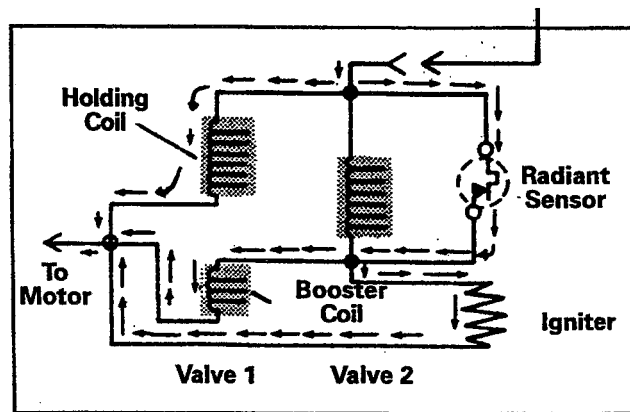 Holding
Coil
Radiant
Sensor
To
Motor
Booster
Coil
Igniter
Valve 1
Valve 2